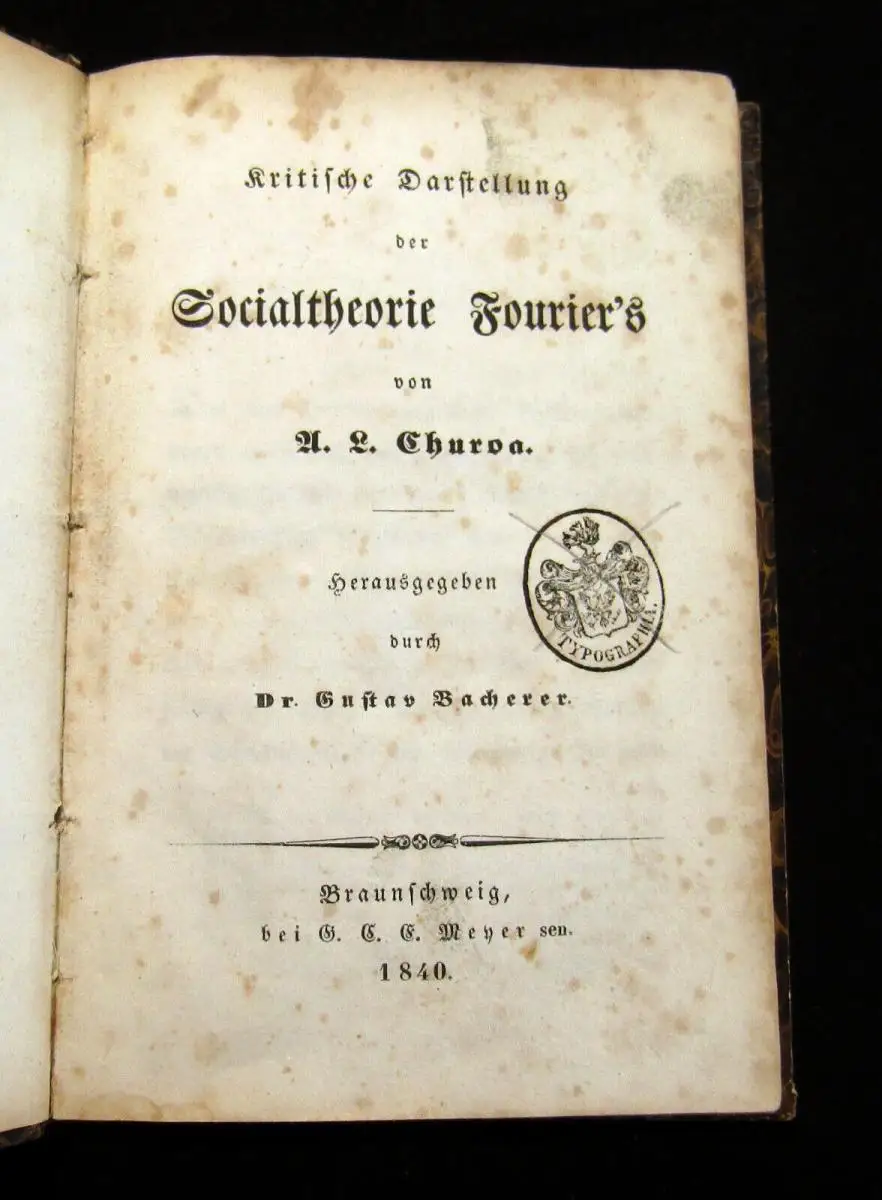 Kritische Darstellung
der
Socialtheorie Fourier's
von
A. L. Churoa.
Herausgegeben
durch
Dr. Gustav Bacherer.
TYPOGRAPHIA.
Braunschweig,
bei G. C. E. Meyer sen.
1840.